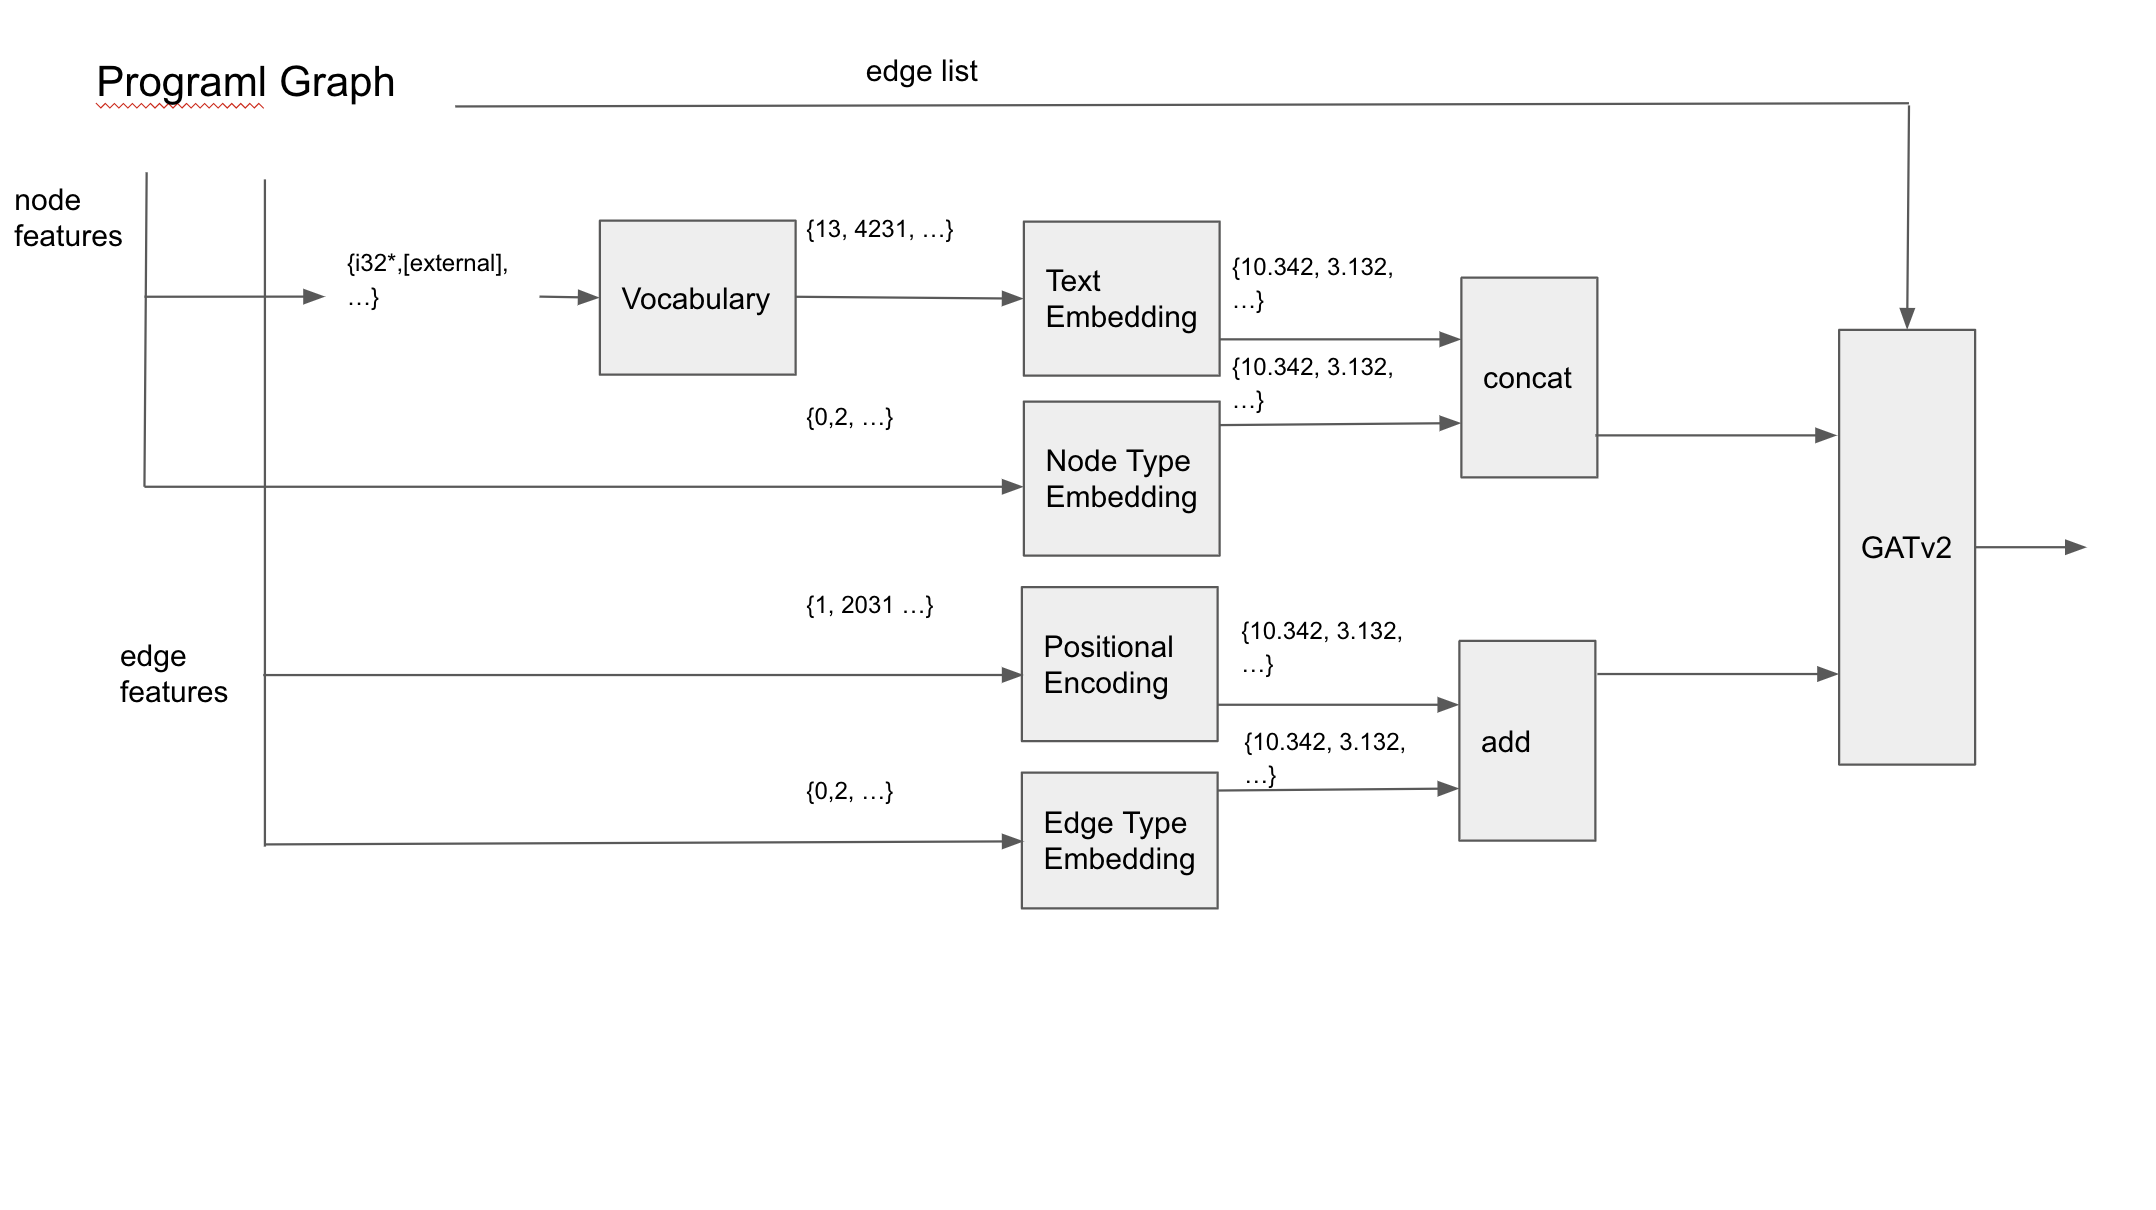 Programl Graph
edge list
node
features
{i32*,[external],
…}
Vocabulary
{13, 4231, …}
Text
Embedding
{10.342, 3.132,
…}
{10.342, 3.132,
…}
concat
{0,2, …}
Node Type
Embedding
GATv2
{1, 2031 …}
Positional
Encoding
{10.342, 3.132,
…}
edge
features
{10.342, 3.132,
…}
add
{0,2, …}
Edge Type
Embedding